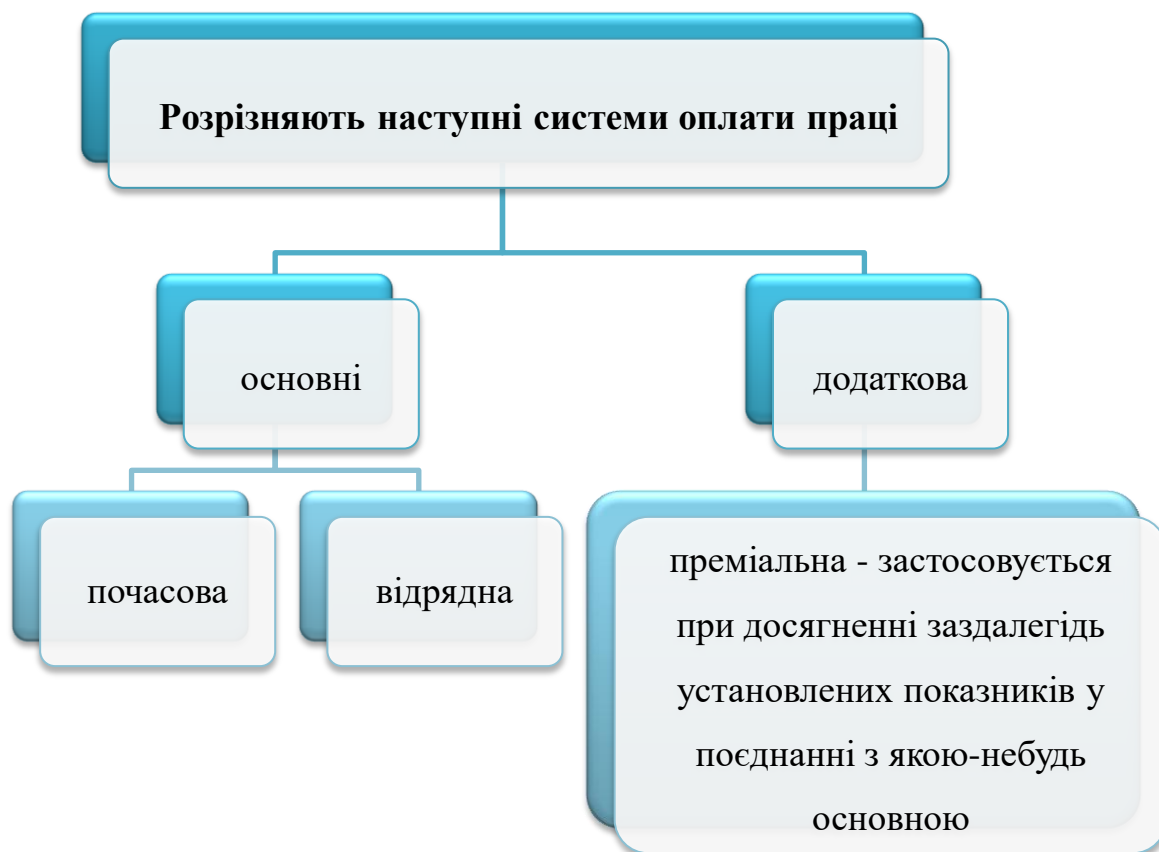 Розрізняють наступні системи оплати праці
основні
додаткова
почасова
відрядна
преміальна - застосовується
при досягненні заздалегідь
установлених показників у
поєднанні з якою-небудь
основною